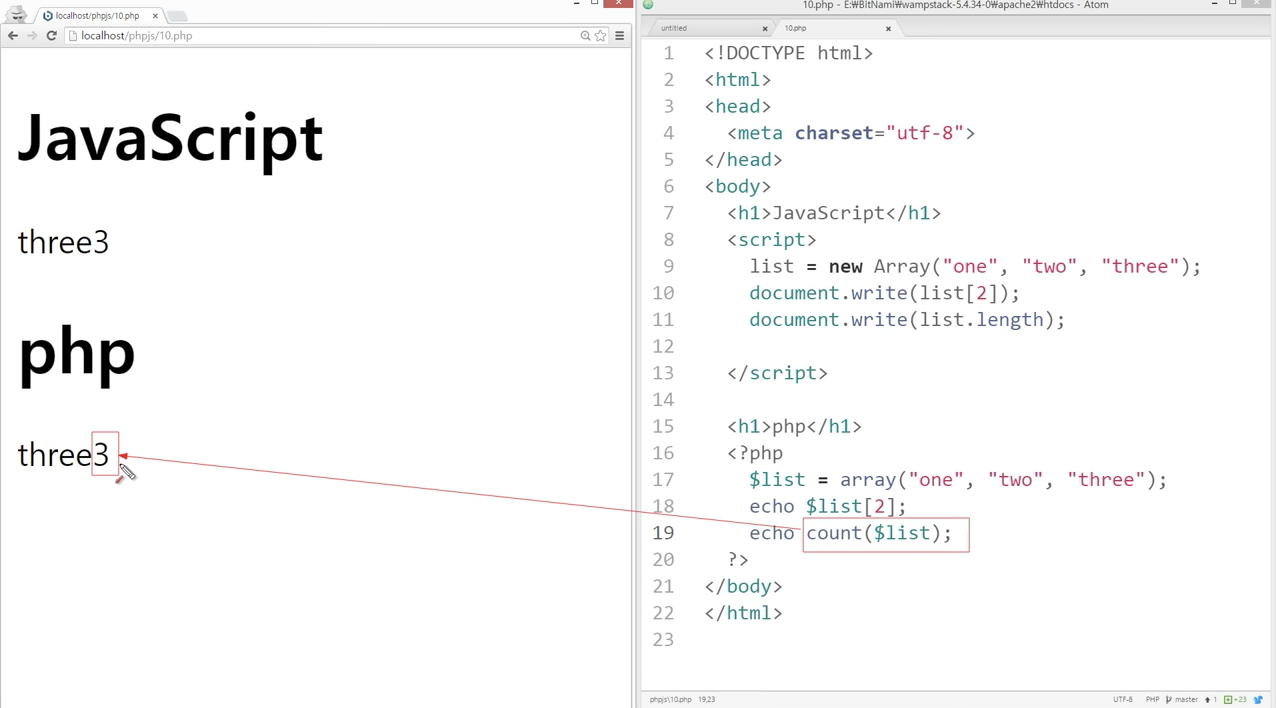 localhost/phpjs/10.php
localhost/phpjs/10.php
JavaScript
three3
php
three3
10.php - E:₩BitNami₩wampstack-5.4.34-0₩apache2₩htdocs - Atom
untitled
10.php
1 <!DOCTYPE html>
2 <html>
3 <head>
4 <meta charset="utf-8">
5 </head>
6 <body>
7 <h1>JavaScript</h1>
8 <script>
9 list = new Array("one", "two", "three");
10 document.write(list[2]);
11 document.write(list.length);
12
13 </script>
14
15 <h1>php</h1>
16 <?php
17 $list = array("one", "two", "three");
18 echo $list[2];
19 echo count($list);
20 ?>
21 </body>
22 </html>
23
phpjs₩10.php 19,23
UTF-8 PHP master 1 +23